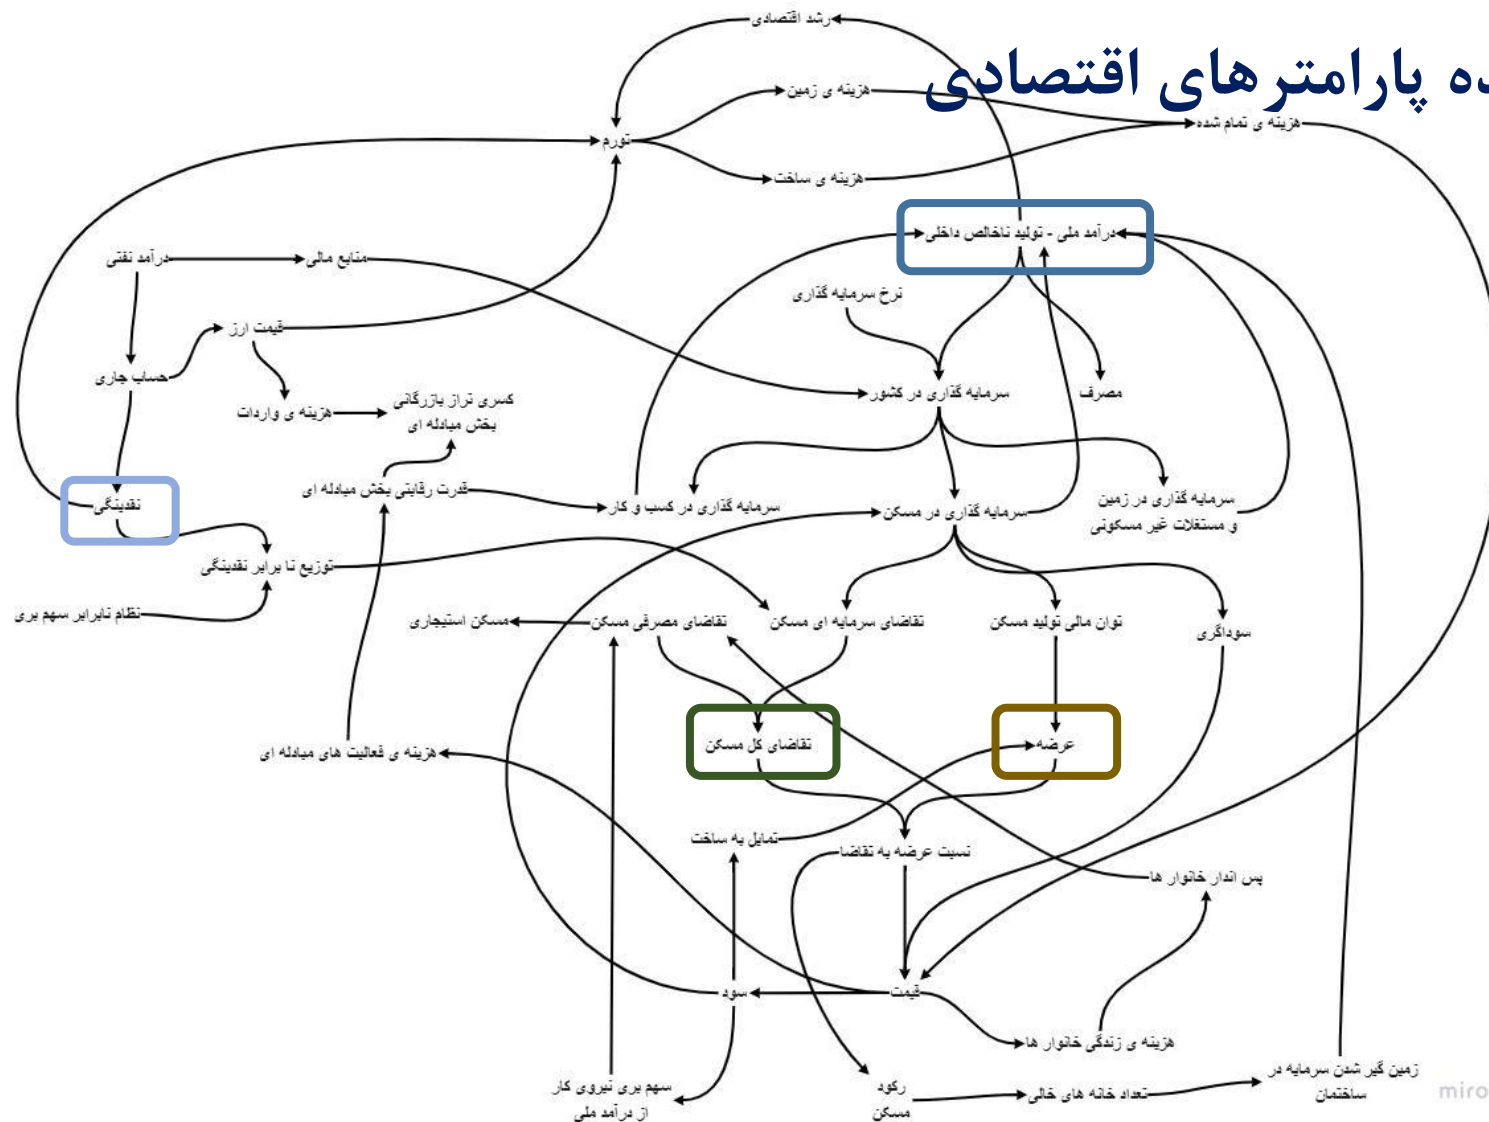 رشد اقتصادی
ده پارامترهای اقتصادی
هزینه ی زمین
هزینه ی تمام شده
تورم
هزینه ی ساخت
درآمد ملی - تولید ناخالص داخلی
درآمد نفتی
منابع مالی
نرخ سرمایه گذاری
قیمت ارز
حساب جاری
سرمایه گذاری در کشور
مصرف
کسری تراز بازرگانی
بخش مبادله ای
هزینه ی واردات
قدرت رقابتی بخش مبادله ای
نقدینگی
سرمایه گذاری در کسب و کار
سرمایه گذاری در مسکن
سرمایه گذاری در زمین
و مستغلات غیر مسکونی
توزیع نا برابر نقدینگی
نظام نابرابر سهم بری
مسکن استیجاری
تقاضای مصرفی مسکن
تقاضای سرمایه ای مسکن
توان مالی تولید مسکن
سوداگری
هزینه ی فعالیت های مبادله ای
تقاضای کل مسکن
عرضه
تمایل به ساخت
نسبت عرضه به تقاضا
پس اندار خانوار ها
سود
قیمت
هزینه ی زندگی خانوار ها
سهم بری نیروی کار
از درآمد ملی
رکود
مسکن
تعداد خانه های خالی
زمین گیر شدن سرمایه در
ساختمان
miro